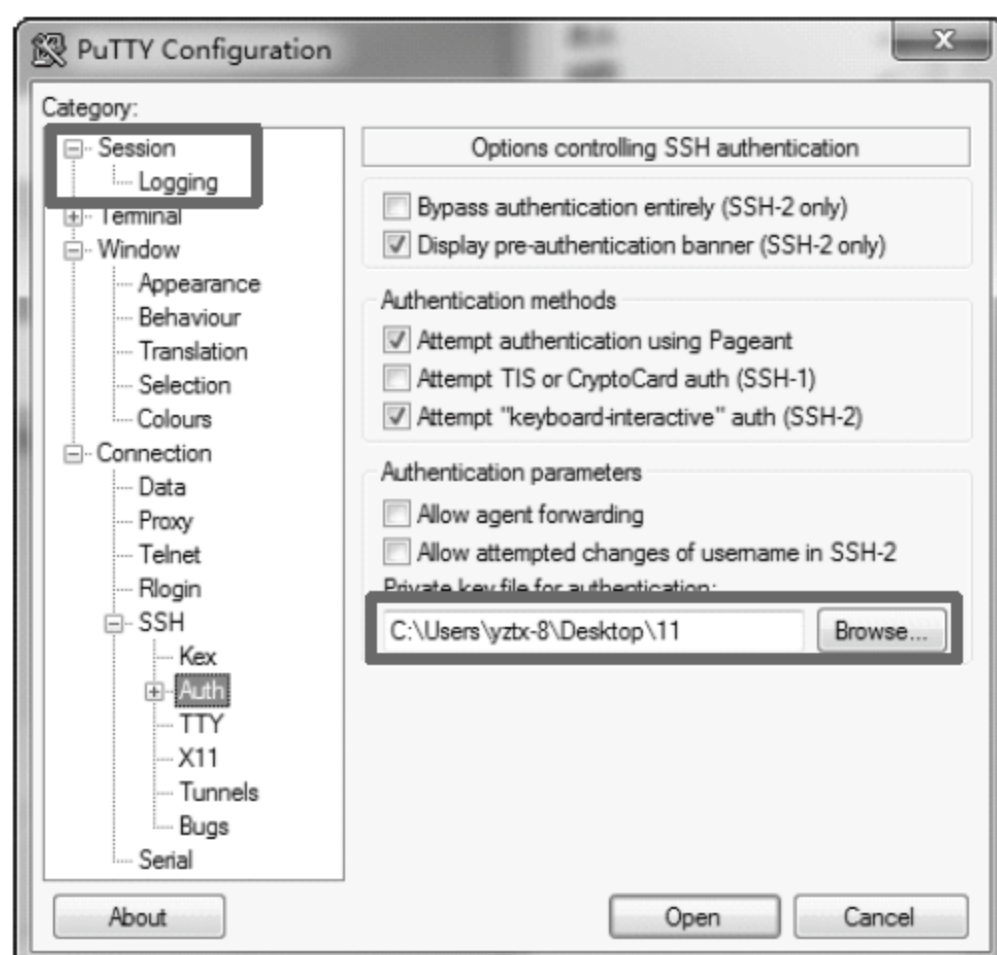 PuTTY Configuration
Category:
Session
Logging
Terminal
Window
Appearance
Behaviour
Translation
Selection
Colours
Connection
Data
Proxy
Telnet
Rlogin
SSH
Kex
Auth
TTY
X11
Tunnels
Bugs
Serial
Options controlling SSH authentication
Bypass authentication entirely (SSH-2 only)
Display pre-authentication banner (SSH-2 only)
Authentication methods
Attempt authentication using Pageant
Attempt TIS or CryptoCard auth (SSH-1)
Attempt "keyboard-interactive" auth (SSH-2)
Authentication parameters
Allow agent forwarding
Allow attempted changes of username in SSH-2
Private key file for authentication:
C:\Users\yztx-8\Desktop\11
Browse...
About
Open
Cancel